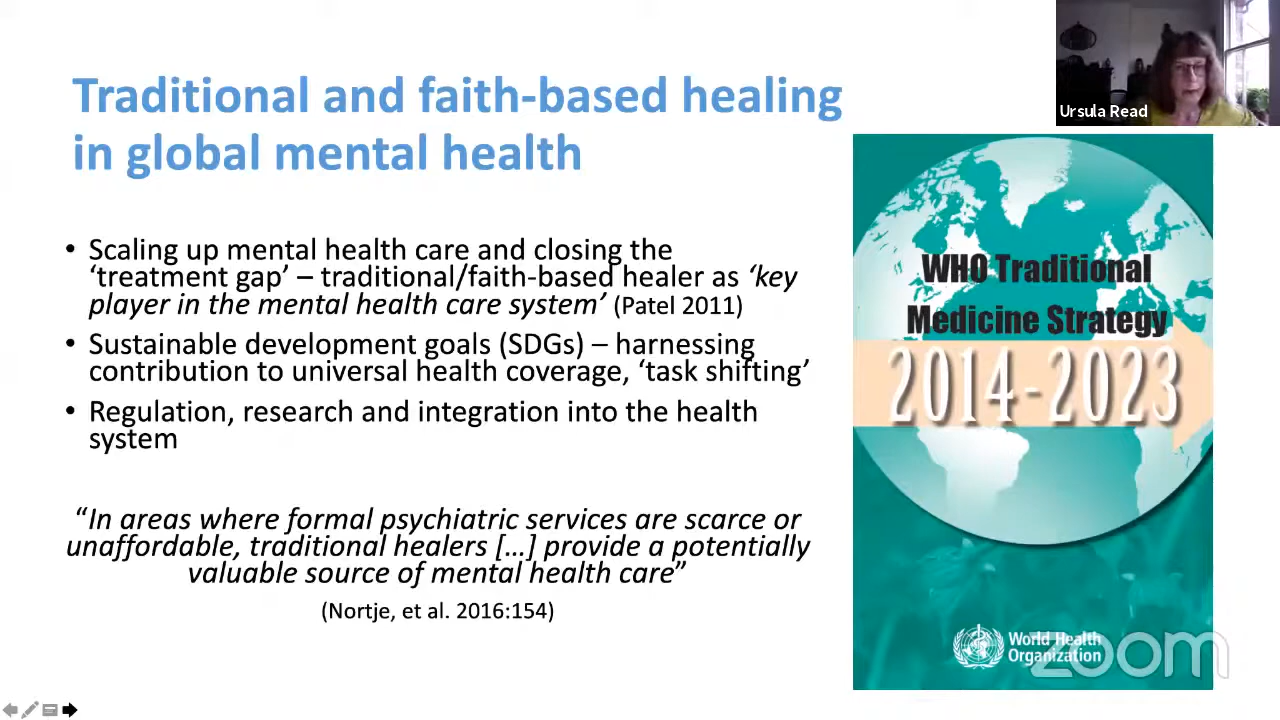 Traditional and faith-based healing
in global mental health
Ursula Read
• Scaling up mental health care and closing the
‘treatment gap’ – traditional/faith-based healer as ‘key
player in the mental health care system’ (Patel 2011)
• Sustainable development goals (SDGs) – harnessing
contribution to universal health coverage, ‘task shifting’
• Regulation, research and integration into the health
system
“In areas where formal psychiatric services are scarce or
unaffordable, traditional healers […] provide a potentially
valuable source of mental health care”
(Nortje, et al. 2016:154)
WHO Traditional
Medicine Strategy
2014-2023
World Health
Organization
zoom